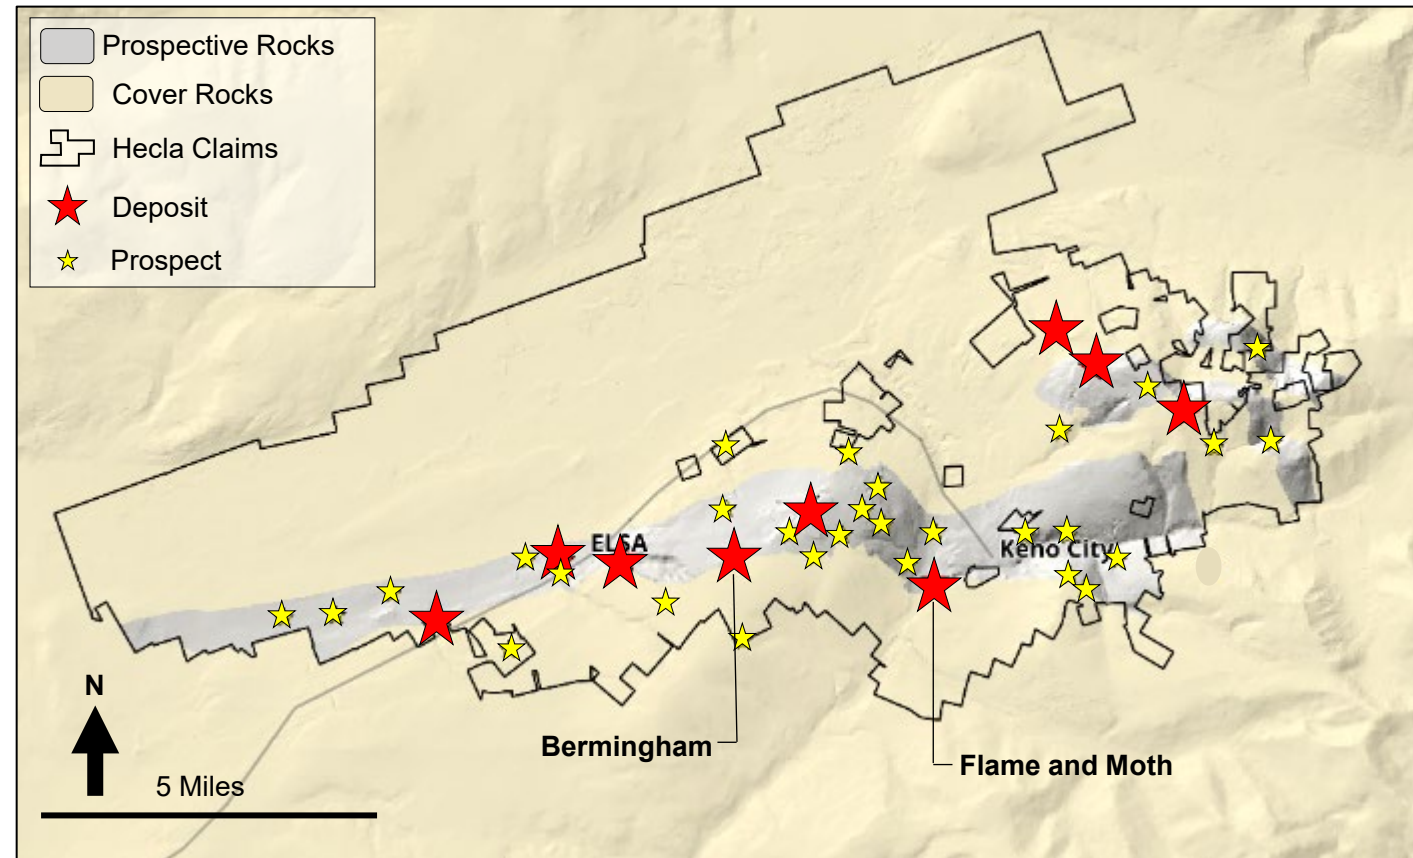 Prospective Rocks
Cover Rocks
Hecla Claims
Deposit
Prospect
ELSA
Keno City
N
5 Miles
Bermingham
Flame and Moth